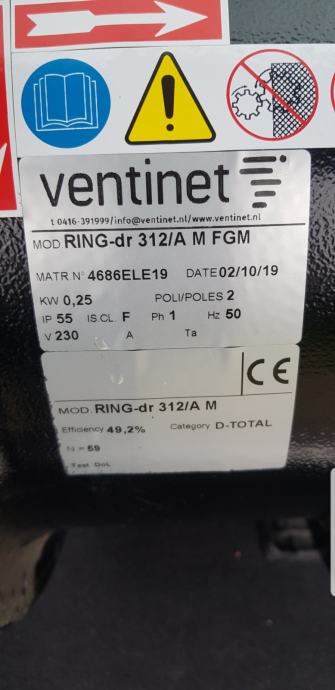 ventinet
t 0416-391999/info@ventinet.nl/www.ventinet.nl
MOD RING-dr 312/A M FGM
MATR N° 4686ELE19 DATE 02/10/19
KW 0,25 POLI/POLES 2
IP 55 IS.CL. F Ph 1 Hz 50
V 230 A Ta
CE
MOD. RING-dr 312/A M
Efficiency 49,2% Category D-TOTAL
N = 59
Test DoL